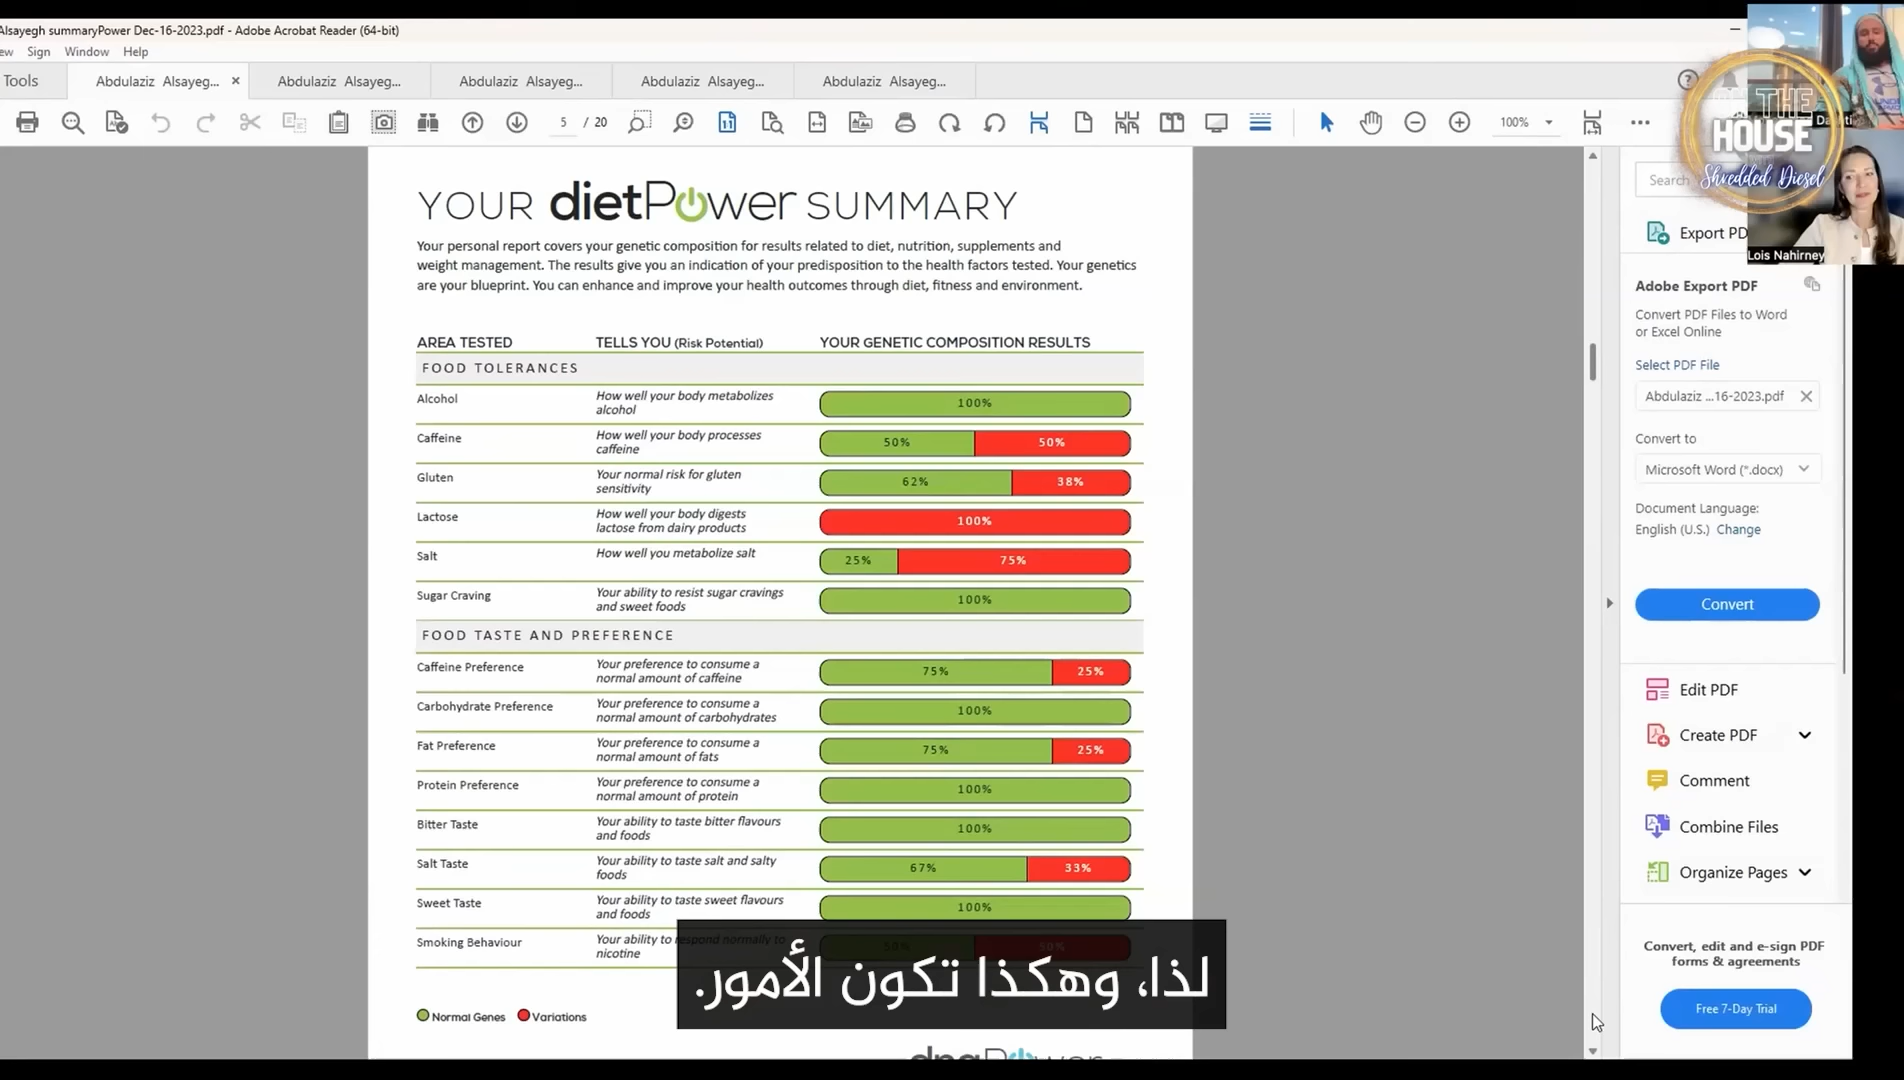 Alsayegh summaryPower Dec-16-2023.pdf - Adobe Acrobat Reader (64-bit)
ew Sign Window Help
Tools
Abdulaziz Alsayeg... ×
Abdulaziz Alsayeg...
Abdulaziz Alsayeg...
Abdulaziz Alsayeg...
Abdulaziz Alsayeg...
5 / 20
100%
THE
HOUSE
Shredded Diesel
Lois Nahirney
YOUR dietPower SUMMARY
Your personal report covers your genetic composition for results related to diet, nutrition, supplements and
weight management. The results give you an indication of your predisposition to the health factors tested. Your genetics
are your blueprint. You can enhance and improve your health outcomes through diet, fitness and environment.
AREA TESTED TELLS YOU (Risk Potential) YOUR GENETIC COMPOSITION RESULTS
FOOD TOLERANCES
Alcohol How well your body metabolizes
alcohol 100%
Caffeine How well your body processes
caffeine 50% 50%
Gluten Your normal risk for gluten
sensitivity 62% 38%
Lactose How well your body digests
lactose from dairy products 100%
Salt How well you metabolize salt 25% 75%
Sugar Craving Your ability to resist sugar cravings
and sweet foods 100%
FOOD TASTE AND PREFERENCE
Caffeine Preference Your preference to consume a
normal amount of caffeine 75% 25%
Carbohydrate Preference Your preference to consume a
normal amount of carbohydrates 100%
Fat Preference Your preference to consume a
normal amount of fats 75% 25%
Protein Preference Your preference to consume a
normal amount of protein 100%
Bitter Taste Your ability to taste bitter flavours
and foods 100%
Salt Taste Your ability to taste salt and salty
foods 67% 33%
Sweet Taste Your ability to taste sweet flavours
and foods 100%
Smoking Behaviour Your ability to respond normally to
nicotine 50% 50%
لذا، وهكذا تكون الأمور.
Normal Genes Variations
dnaPower
Search
Export PD
Adobe Export PDF
Convert PDF Files to Word
or Excel Online
Select PDF File
Abdulaziz ...16-2023.pdf ×
Convert to
Microsoft Word (*.docx)
Document Language:
English (U.S.) Change
Convert
Edit PDF
Create PDF
Comment
Combine Files
Organize Pages
Convert, edit and e-sign PDF
forms & agreements
Free 7-Day Trial